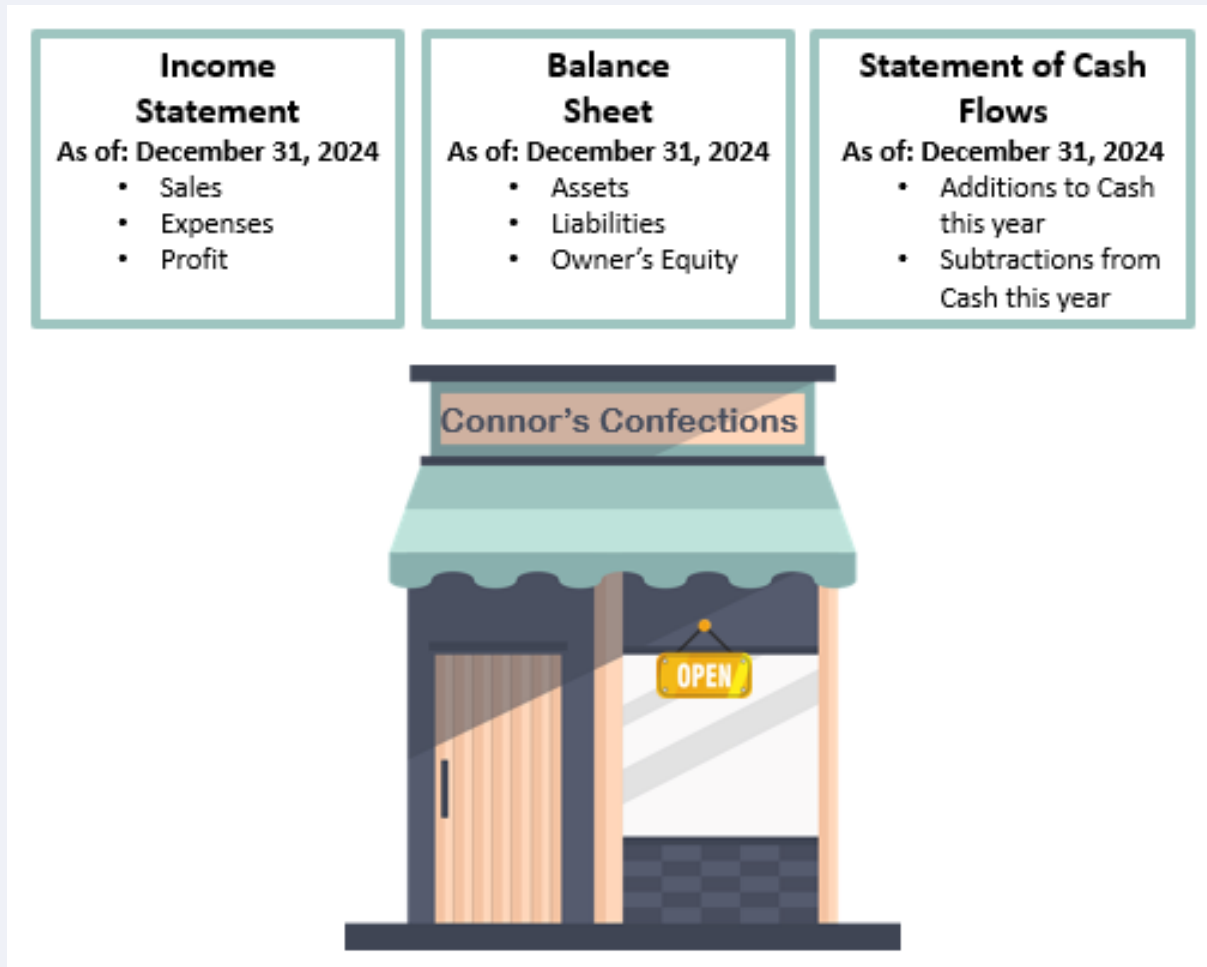 Income
Statement
As of: December 31, 2024
• Sales
• Expenses
• Profit
Balance
Sheet
As of: December 31, 2024
• Assets
• Liabilities
• Owner’s Equity
Statement of Cash
Flows
As of: December 31, 2024
• Additions to Cash
this year
• Subtractions from
Cash this year
Connor’s Confections
OPEN